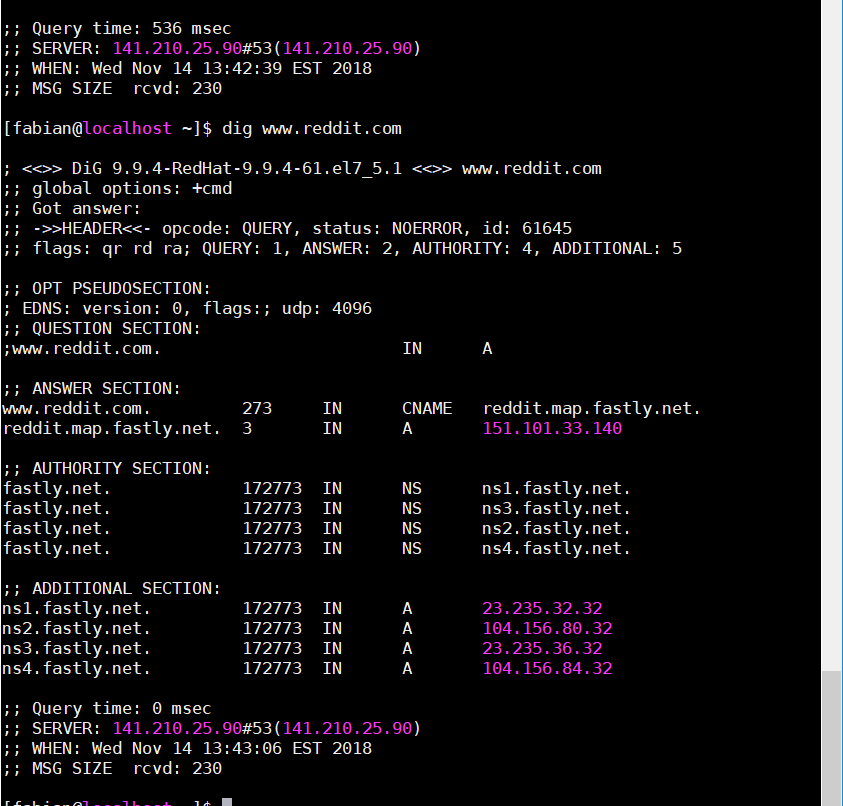 ;; Query time: 536 msec
;; SERVER: 141.210.25.90#53(141.210.25.90)
;; WHEN: Wed Nov 14 13:42:39 EST 2018
;; MSG SIZE  rcvd: 230
[fabian@localhost ~]$ dig www.reddit.com
; <<>> DiG 9.9.4-RedHat-9.9.4-61.el7_5.1 <<>> www.reddit.com
;; global options: +cmd
;; Got answer:
;; ->>HEADER<<- opcode: QUERY, status: NOERROR, id: 61645
;; flags: qr rd ra; QUERY: 1, ANSWER: 2, AUTHORITY: 4, ADDITIONAL: 5
;; OPT PSEUDOSECTION:
; EDNS: version: 0, flags:; udp: 4096
;; QUESTION SECTION:
;www.reddit.com. IN A
;; ANSWER SECTION:
www.reddit.com. 273 IN CNAME reddit.map.fastly.net.
reddit.map.fastly.net. 3 IN A 151.101.33.140
;; AUTHORITY SECTION:
fastly.net. 172773 IN NS ns1.fastly.net.
fastly.net. 172773 IN NS ns3.fastly.net.
fastly.net. 172773 IN NS ns2.fastly.net.
fastly.net. 172773 IN NS ns4.fastly.net.
;; ADDITIONAL SECTION:
ns1.fastly.net. 172773 IN A 23.235.32.32
ns2.fastly.net. 172773 IN A 104.156.80.32
ns3.fastly.net. 172773 IN A 23.235.36.32
ns4.fastly.net. 172773 IN A 104.156.84.32
;; Query time: 0 msec
;; SERVER: 141.210.25.90#53(141.210.25.90)
;; WHEN: Wed Nov 14 13:43:06 EST 2018
;; MSG SIZE  rcvd: 230
[fabian@localhost ~]$